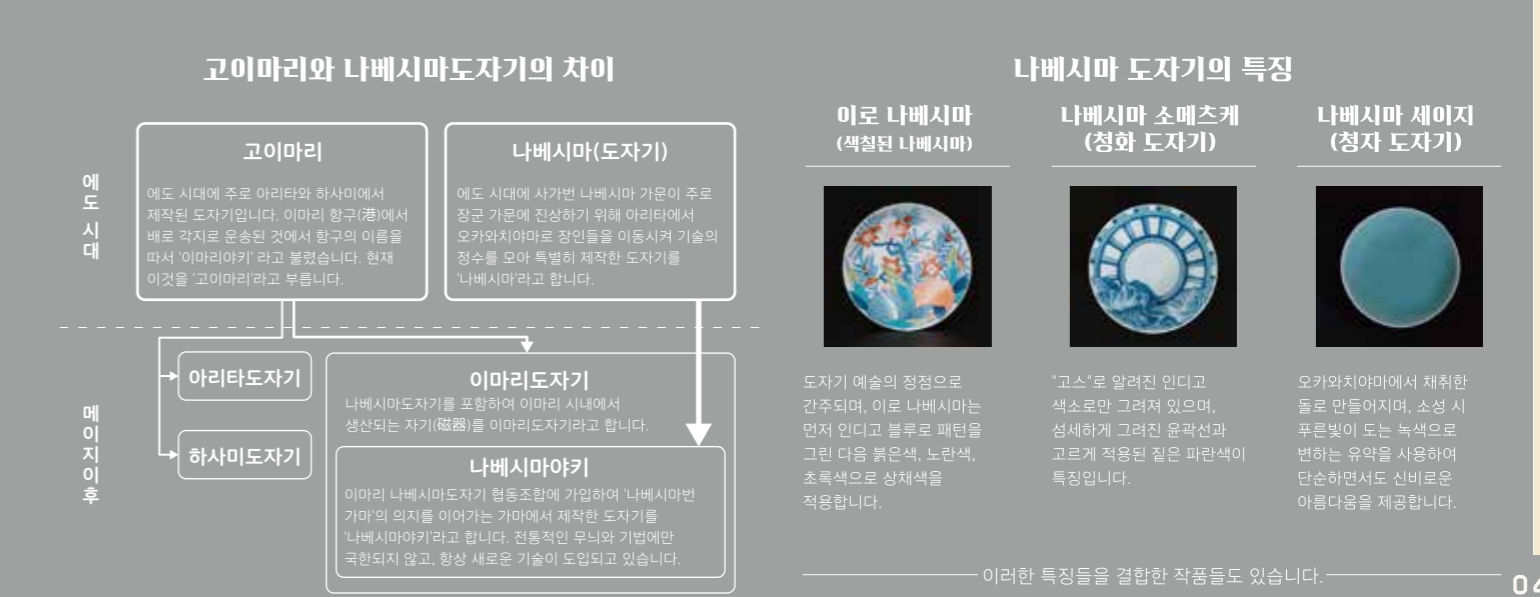 고이마리와 나베시마도자기의 차이
에도 시대
고이마리
에도 시대에 주로 아리타와 하사미에서
제작된 도자기입니다. 이마리 항구(港)에서
배로 각지로 운송된 것에서 항구의 이름을
따서 '이마리야키' 라고 불렸습니다. 현재
이것을 '고이마리'라고 부릅니다.
나베시마(도자기)
에도 시대에 사가번 나베시마 가문이 주로
장군 가문에 진상하기 위해 아리타에서
오카와치야마로 장인들을 이동시켜 기술의
정수를 모아 특별히 제작한 도자기를
'나베시마'라고 합니다.
메이지이후
아리타도자기
하사미도자기
이마리도자기
나베시마도자기를 포함하여 이마리 시내에서
생산되는 자기(磁器)를 이마리도자기라고 합니다.
나베시마야키
이마리 나베시마도자기 협동조합에 가입하여 '나베시마번
가마'의 의지를 이어가는 가마에서 제작한 도자기를
'나베시마야키'라고 합니다. 전통적인 무늬와 기법에만
국한되지 않고, 항상 새로운 기술이 도입되고 있습니다.
나베시마 도자기의 특징
이로 나베시마
(색칠된 나베시마)
도자기 예술의 정점으로
간주되며, 이로 나베시마는
먼저 인디고 블루로 패턴을
그린 다음 붉은색, 노란색,
초록색으로 상채색을
적용합니다.
나베시마 소메츠케
(청화 도자기)
"고스"로 알려진 인디고
색소로만 그려져 있으며,
섬세하게 그려진 윤곽선과
고르게 적용된 짙은 파란색이
특징입니다.
나베시마 세이지
(청자 도자기)
오카와치야마에서 채취한
돌로 만들어지며, 소성 시
푸른빛이 도는 녹색으로
변하는 유약을 사용하여
단순하면서도 신비로운
아름다움을 제공합니다.
이러한 특징들을 결합한 작품들도 있습니다.
04